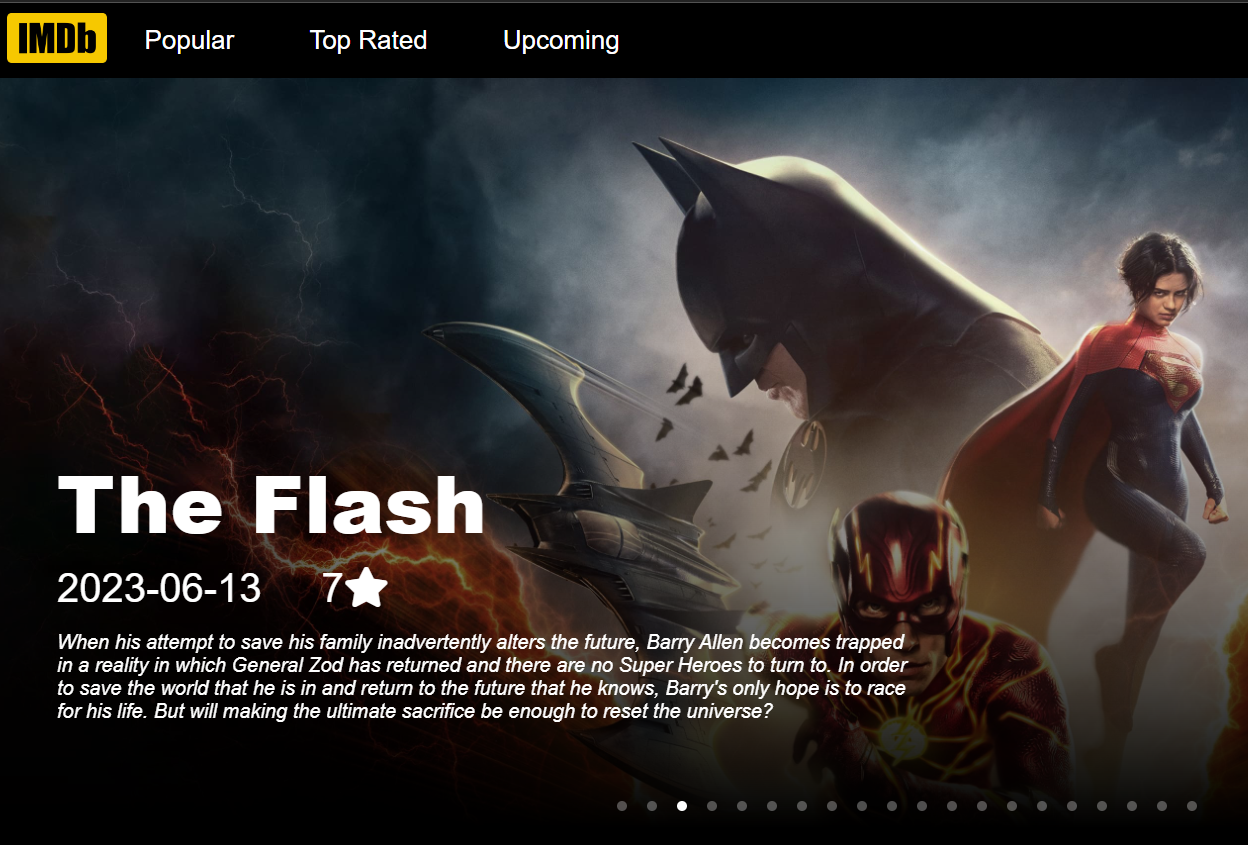 IMDb Popular Top Rated Upcoming
The Flash
2023-06-13 7
When his attempt to save his family inadvertently alters the future, Barry Allen becomes trapped
in a reality in which General Zod has returned and there are no Super Heroes to turn to. In order
to save the world that he is in and return to the future that he knows, Barry's only hope is to race
for his life. But will making the ultimate sacrifice be enough to reset the universe?